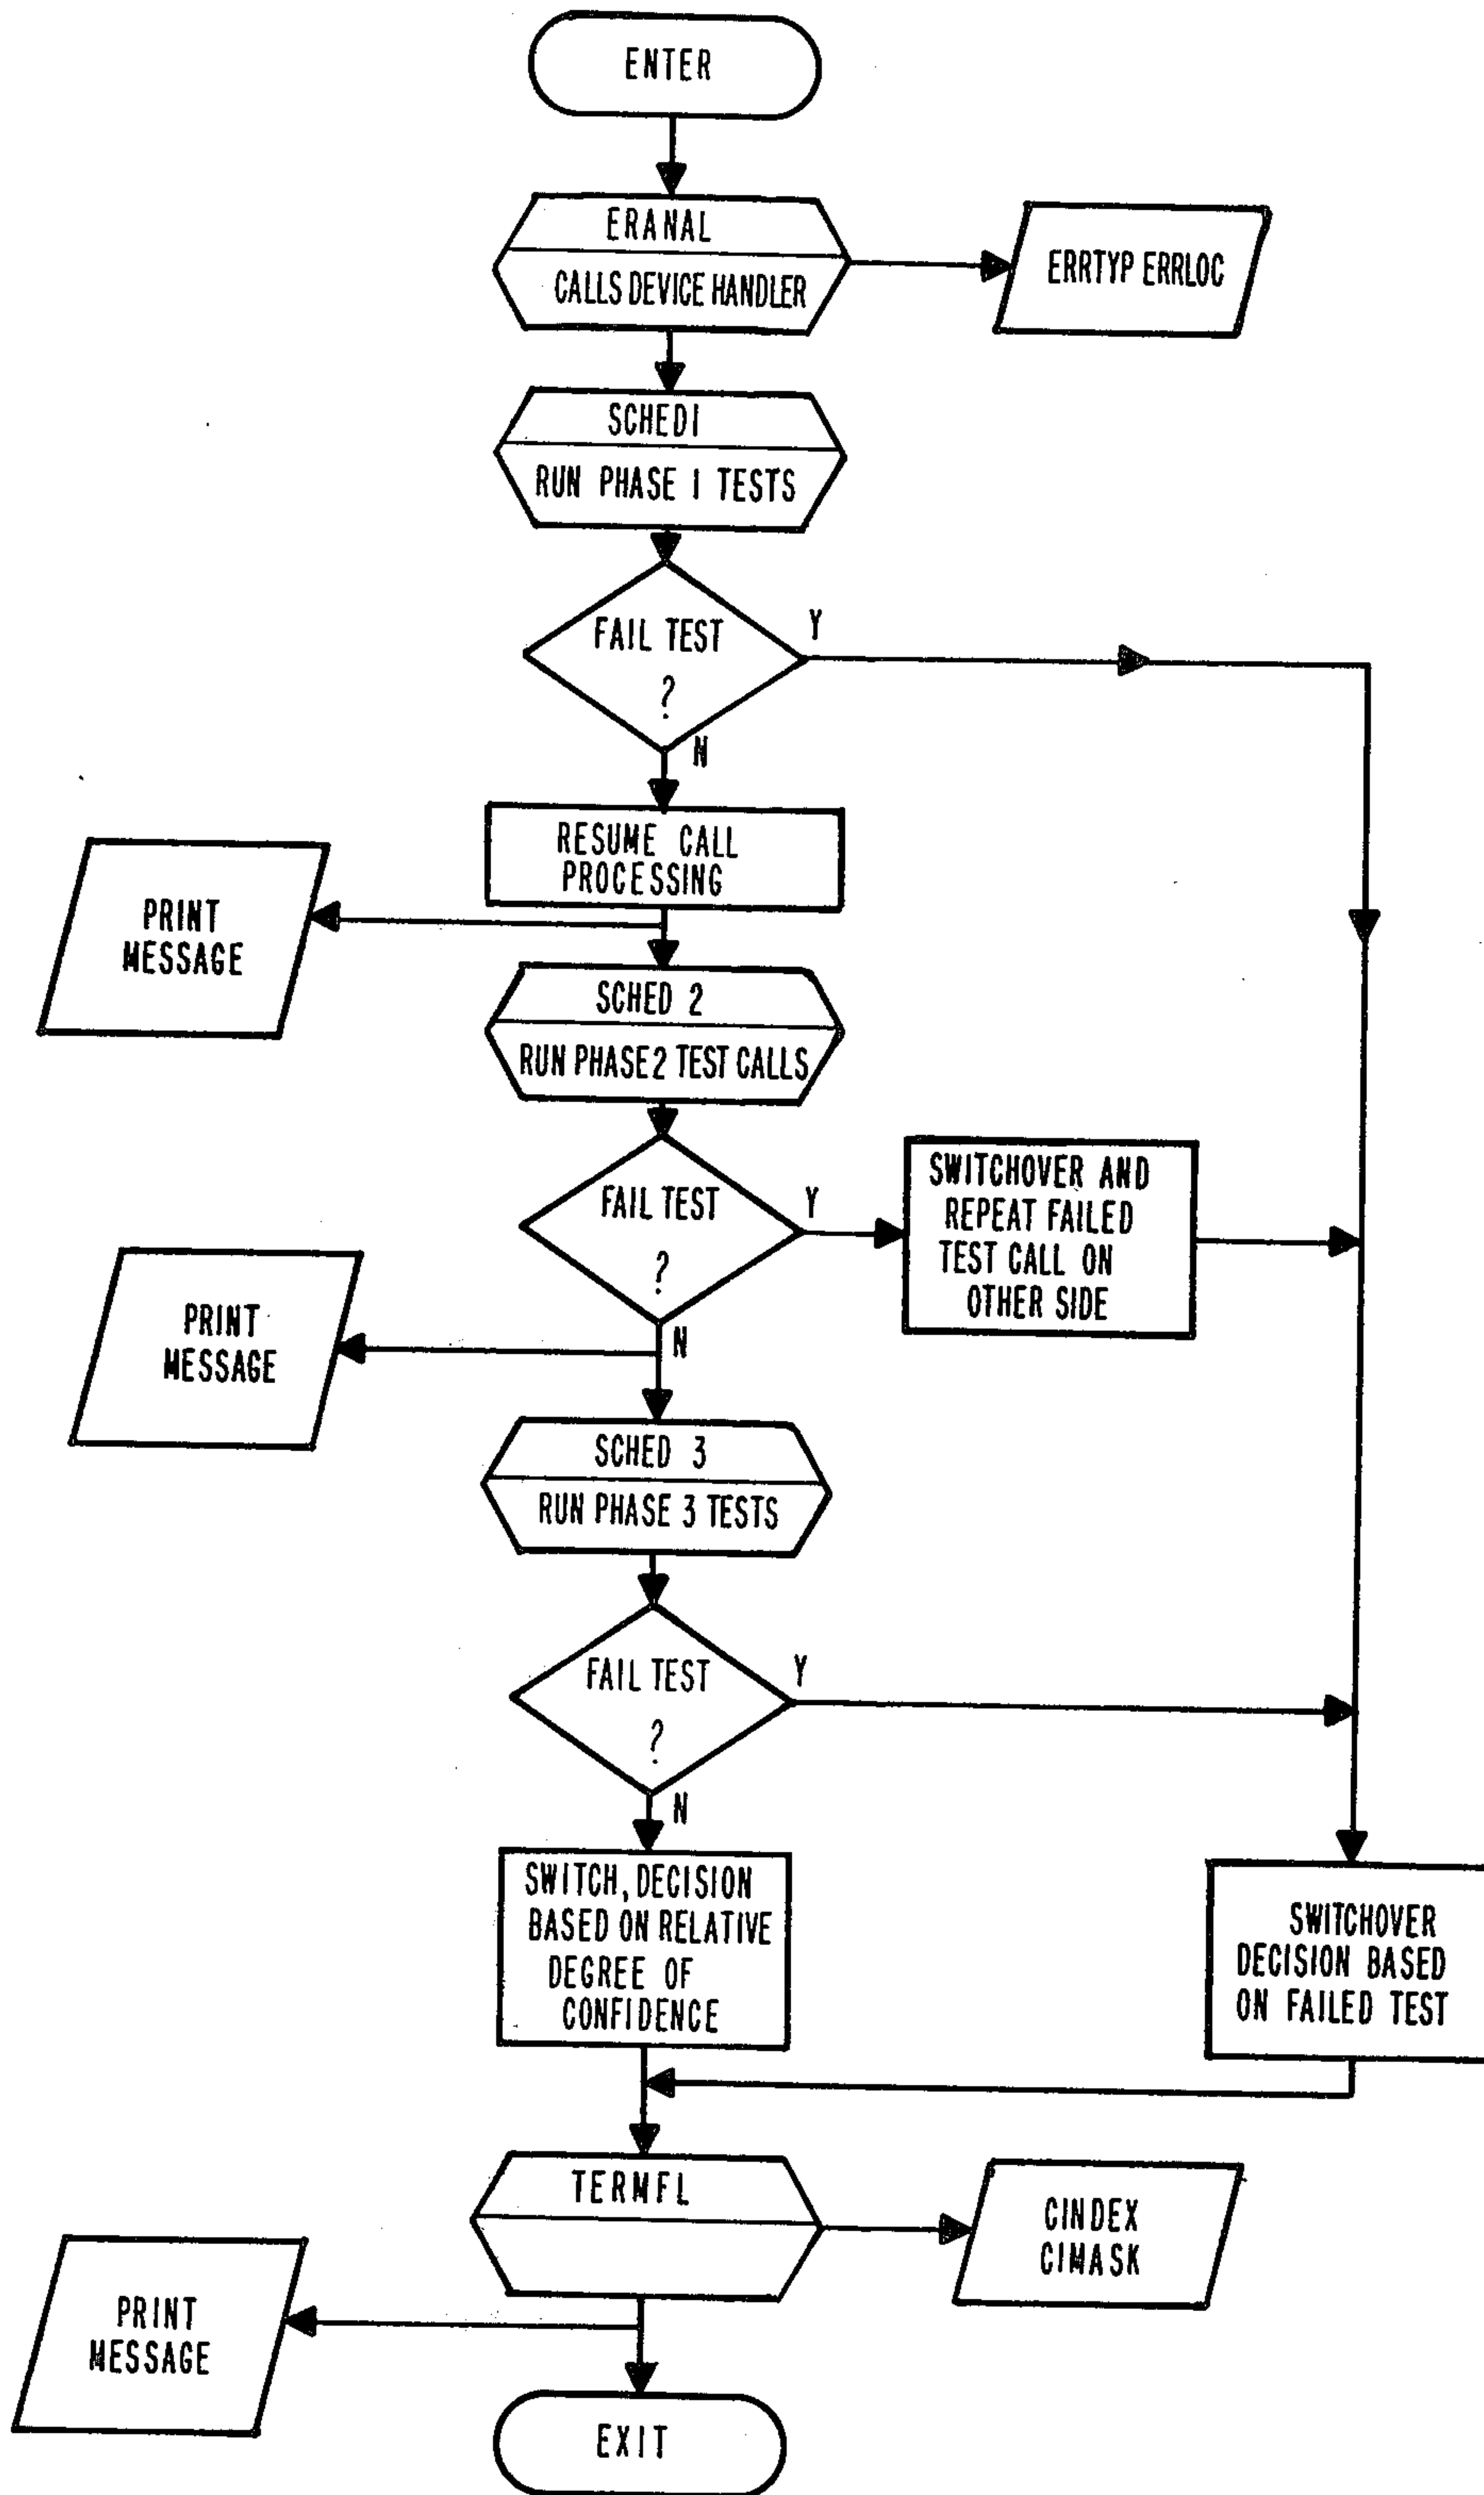 ENTER
ERANAL
CALLS DEVICE HANDLER
ERRTYP ERRLOC
SCHED1
RUN PHASE 1 TESTS
FAIL TEST
?
Y
N
RESUME CALL
PROCESSING
PRINT
MESSAGE
SCHED 2
RUN PHASE 2 TEST CALLS
FAIL TEST
?
Y
SWITCHOVER AND
REPEAT FAILED
TEST CALL ON
OTHER SIDE
N
PRINT
MESSAGE
SCHED 3
RUN PHASE 3 TESTS
FAIL TEST
?
Y
N
SWITCH, DECISION
BASED ON RELATIVE
DEGREE OF
CONFIDENCE
SWITCHOVER
DECISION BASED
ON FAILED TEST
TERMFL
CINDEX
CIMASK
PRINT
MESSAGE
EXIT